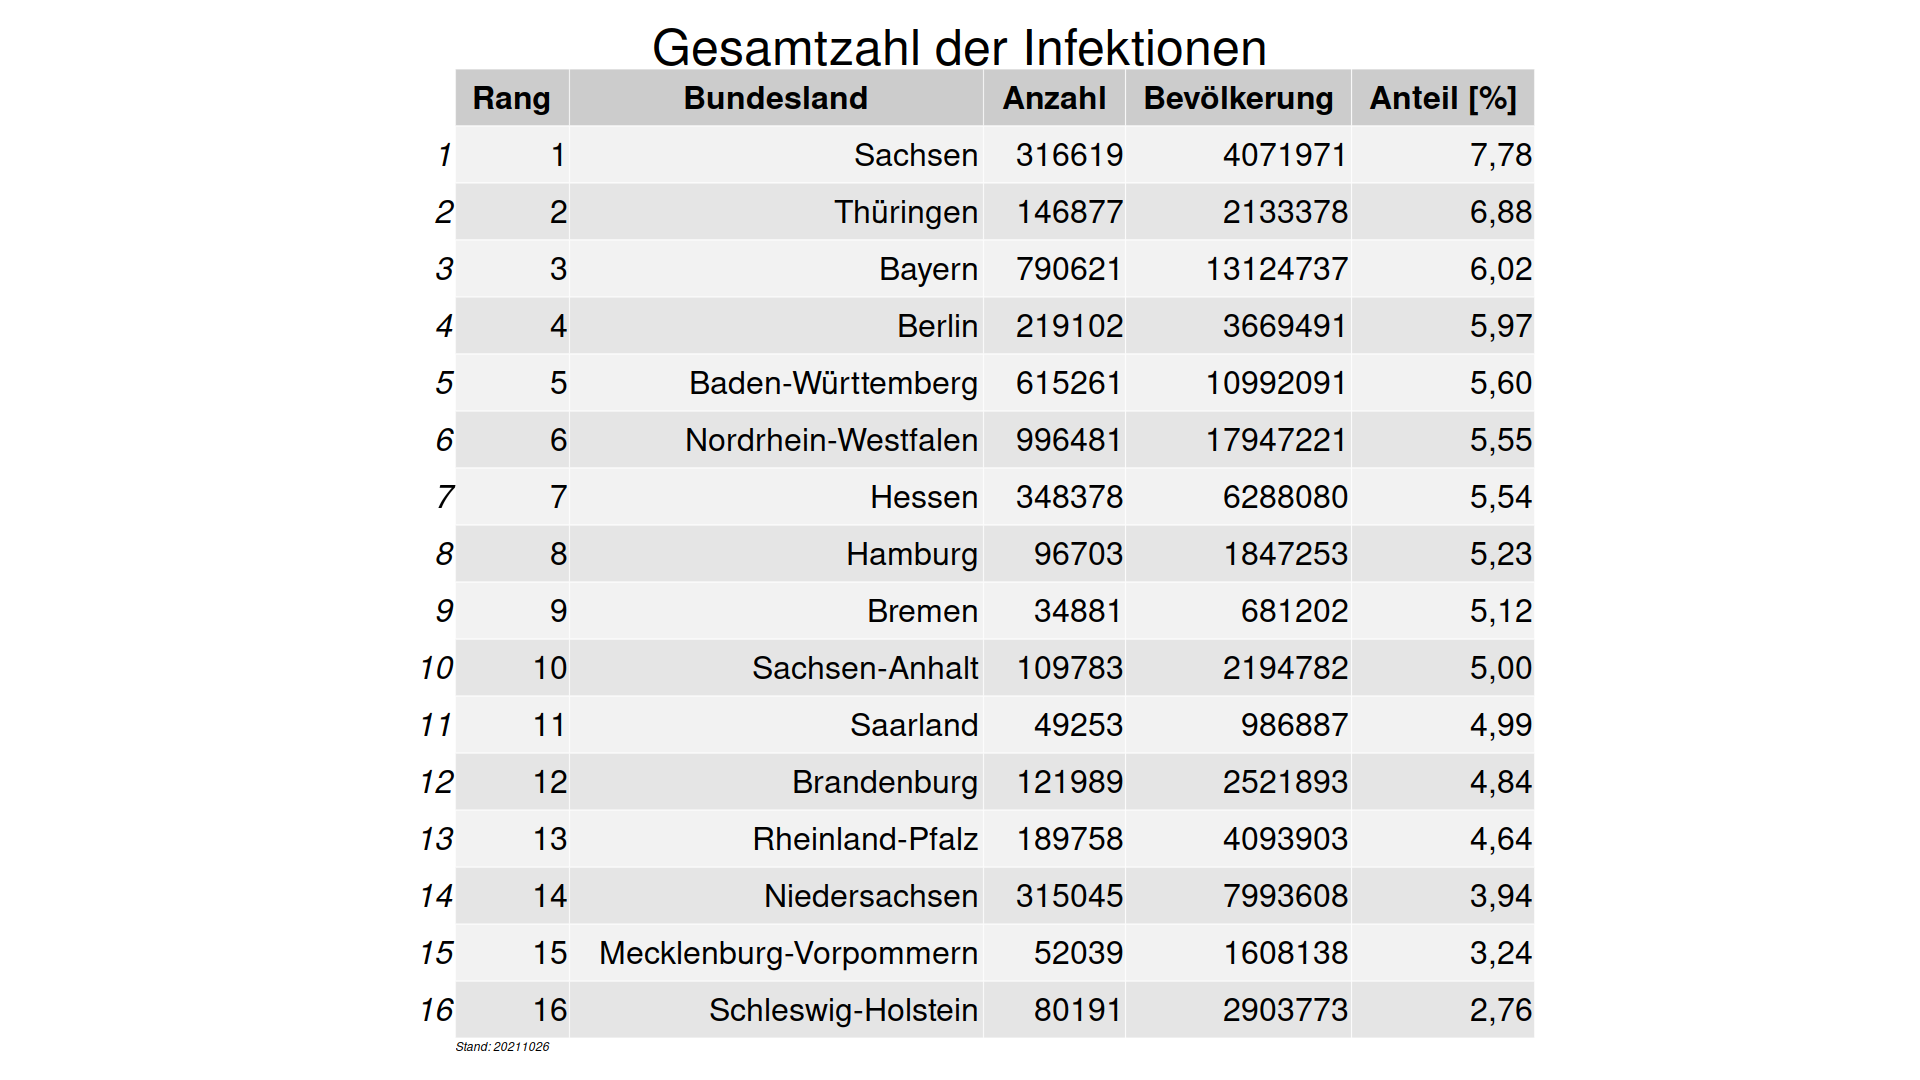 Gesamtzahl der Infektionen
Rang Bundesland Anzahl Bevölkerung Anteil [%]
1 1 Sachsen 316619 4071971 7,78
2 2 Thüringen 146877 2133378 6,88
3 3 Bayern 790621 13124737 6,02
4 4 Berlin 219102 3669491 5,97
5 5 Baden-Württemberg 615261 10992091 5,60
6 6 Nordrhein-Westfalen 996481 17947221 5,55
7 7 Hessen 348378 6288080 5,54
8 8 Hamburg 96703 1847253 5,23
9 9 Bremen 34881 681202 5,12
10 10 Sachsen-Anhalt 109783 2194782 5,00
11 11 Saarland 49253 986887 4,99
12 12 Brandenburg 121989 2521893 4,84
13 13 Rheinland-Pfalz 189758 4093903 4,64
14 14 Niedersachsen 315045 7993608 3,94
15 15 Mecklenburg-Vorpommern 52039 1608138 3,24
16 16 Schleswig-Holstein 80191 2903773 2,76
Stand: 20211026